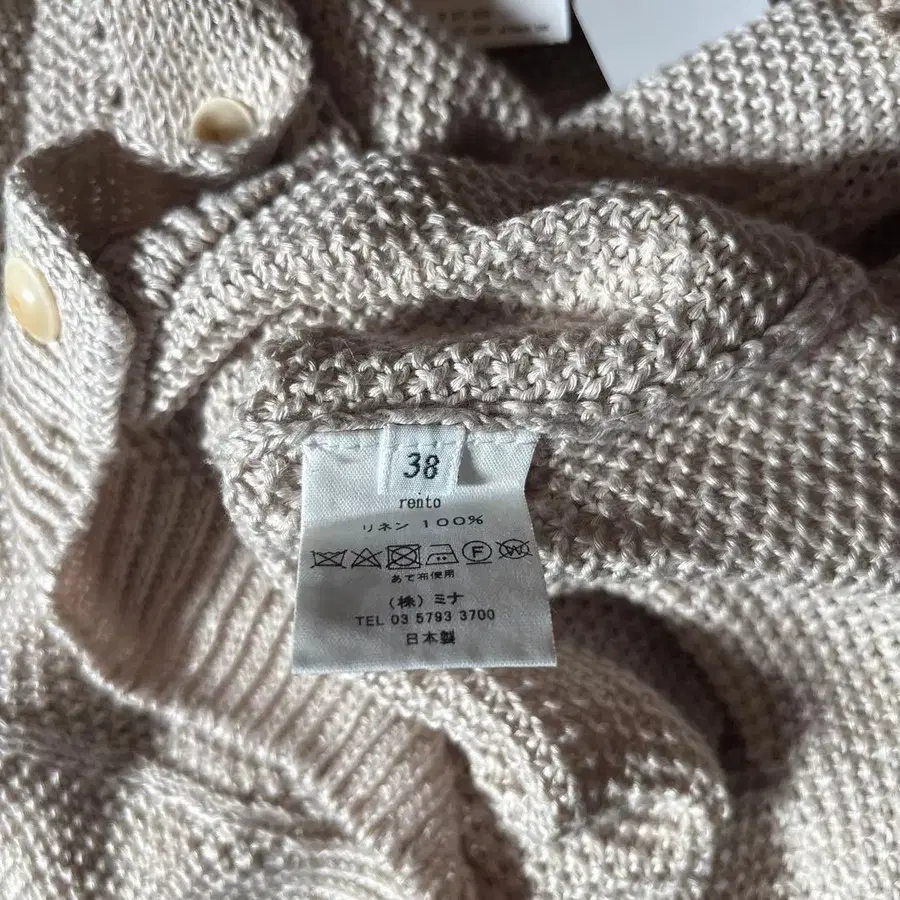 38
rento
リネン 100%
F
W
あて布使用
(株) ミナ
TEL 03 5793 3700
日本製